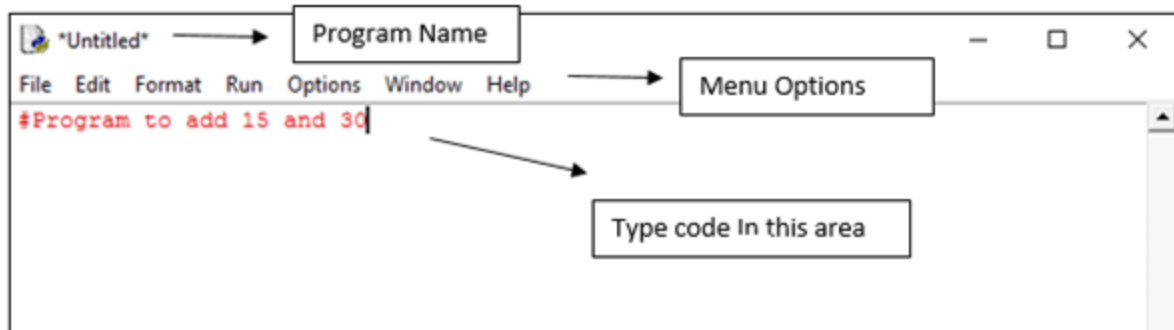 *Untitled*
Program Name
File Edit Format Run Options Window Help
Menu Options
#Program to add 15 and 30
Type code In this area